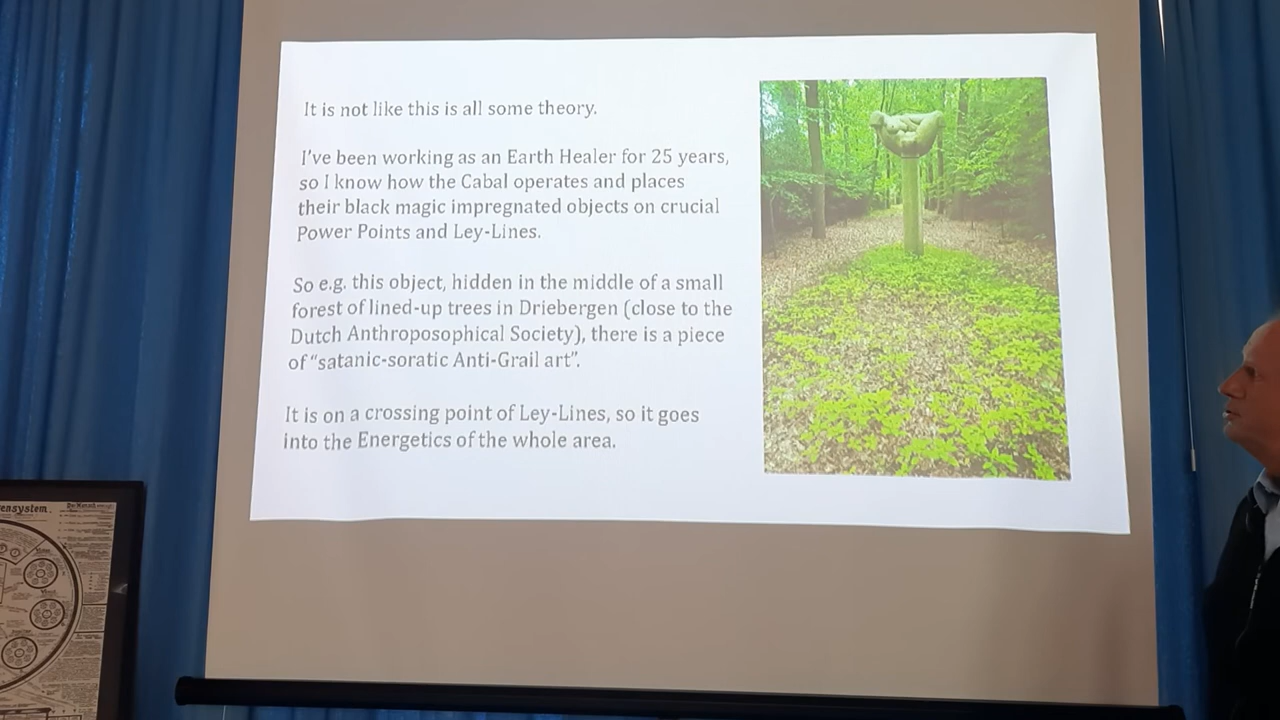 It is not like this is all some theory.
I've been working as an Earth Healer for 25 years,
so I know how the Cabal operates and places
their black magic impregnated objects on crucial
Power Points and Ley-Lines.
So e.g. this object, hidden in the middle of a small
forest of lined-up trees in Driebergen (close to the
Dutch Anthroposophical Society), there is a piece
of “satanic-soratic Anti-Grail art”.
It is on a crossing point of Ley-Lines, so it goes
into the Energetics of the whole area.
ensystem.